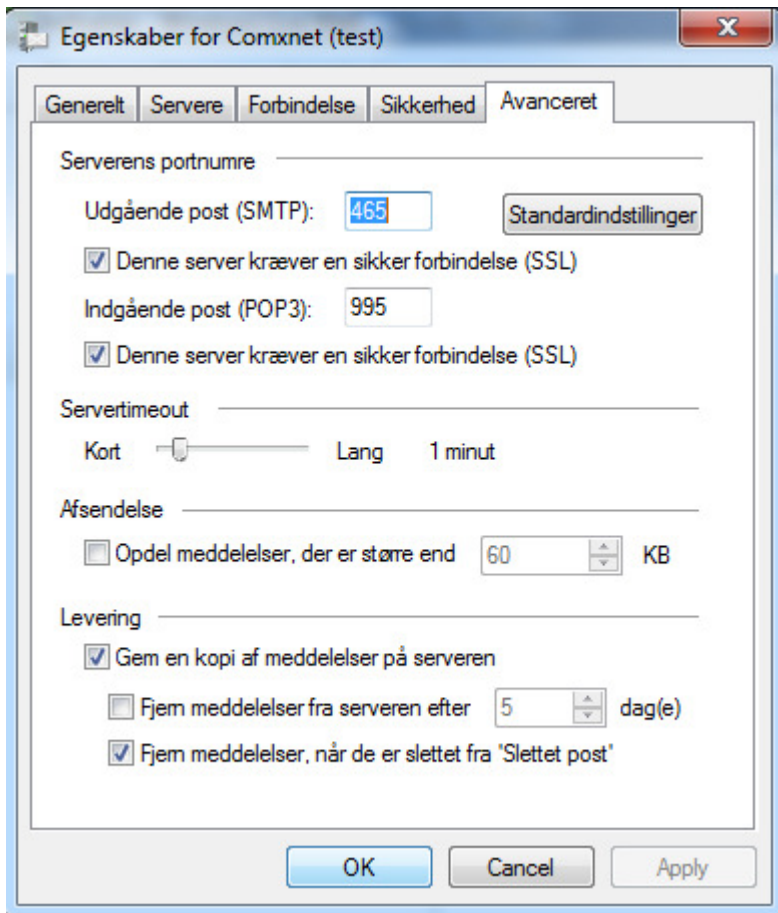 Egenskaber for Comxnet (test)
Generelt Servere Forbindelse Sikkerhed Avanceret
Serverens portnumre
Udgående post (SMTP): 465 Standardindstillinger
Denne server kræver en sikker forbindelse (SSL)
Indgående post (POP3): 995
Denne server kræver en sikker forbindelse (SSL)
Servertimeout
Kort Lang 1 minut
Afsendelse
Opdel meddelelser, der er større end 60 KB
Levering
Gem en kopi af meddelelser på serveren
Fjern meddelelser fra serveren efter 5 dag(e)
Fjern meddelelser, når de er slettet fra 'Slettet post'
OK Cancel Apply